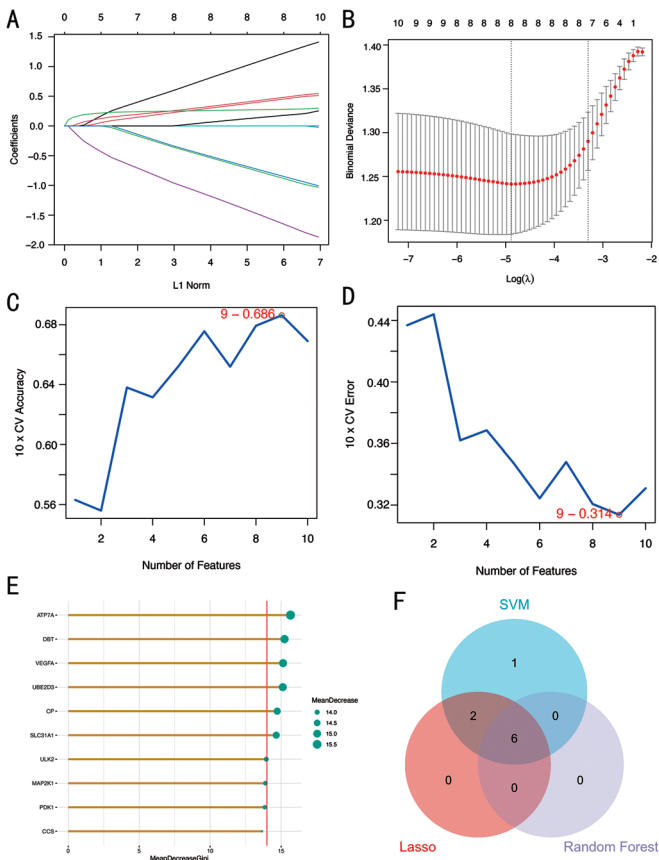 A
0 5 7 8 8 8 8 10
1.5
1.0
0.5
0.0
−0.5
−1.0
−1.5
−2.0
Coefficients
0 0 1 2 3 4 5 6 7
L1 Norm
B
10 9 9 9 8 8 8 8 8 8 8 8 8 7 6 4 1
1.40
1.30
1.25
1.20
Binomial Deviance
−7 −6 −5 −4 −3 −2
Log(λ)
C
9 − 0.686
0.68
0.64
0.60
0.56
10 x CV Accuracy
2 4 6 8 10
Number of Features
D
0.44
0.40
0.36
0.32
10 x CV Error
9 − 0.314
2 4 6 8 10
Number of Features
E
ATP7A
DBT
VEGFA
UBE2D3
CP
SLC31A1
ULK2
MAP2K1
PDK1
CCS
0 5 10 15
MeanDecreaseGini
MeanDecrease
14.0
14.5
15.0
15.5
F
SVM
1
2 0
6
0 0 0
Lasso Random Forest